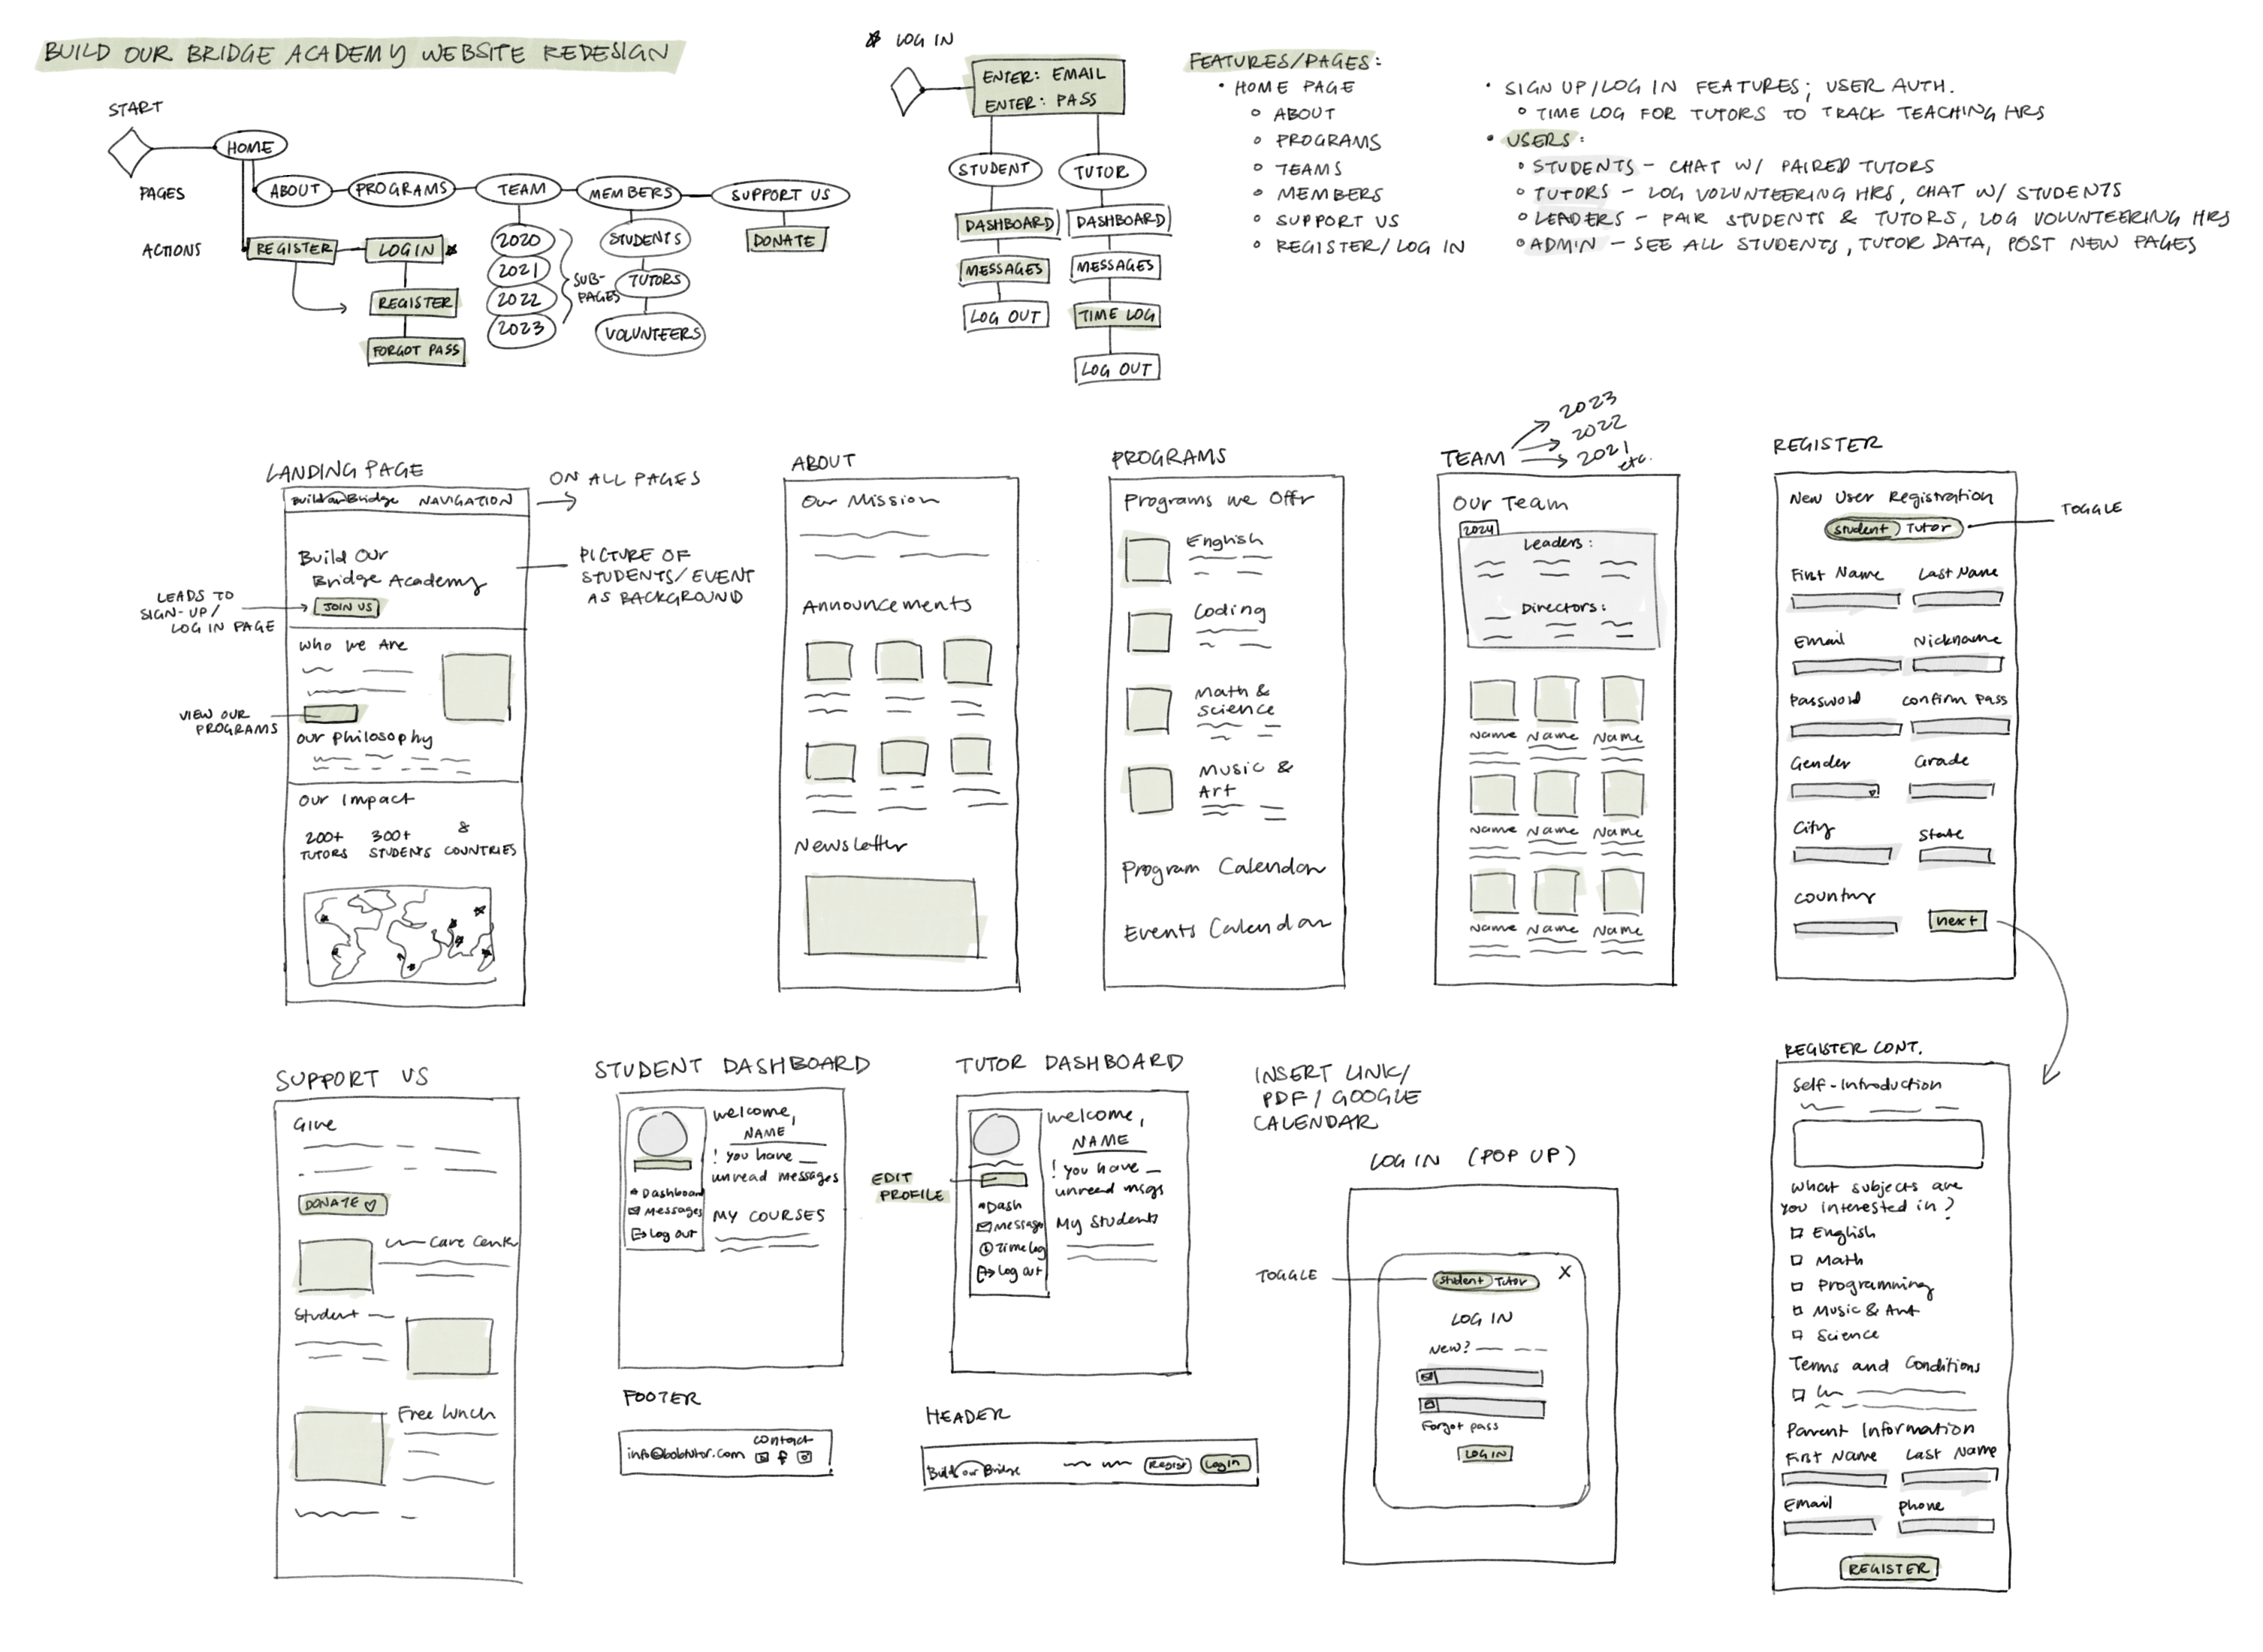 BUILD OUR BRIDGE ACADEMY WEBSITE REDESIGN
START
HOME
PAGES
ABOUT
PROGRAMS
TEAM
MEMBERS
SUPPORT US
ACTIONS
REGISTER
LOGIN
REGISTER
FORGOT PASS
2020
2021
2022
2023
SUB-
PAGES
STUDENTS
TUTORS
VOLUNTEERS
DONATE
LOG IN
ENTER: EMAIL
ENTER: PASS
STUDENT
TUTOR
DASHBOARD
DASHBOARD
MESSAGES
MESSAGES
LOG OUT
TIME LOG
LOG OUT
FEATURES/PAGES:
• HOME PAGE
ABOUT
PROGRAMS
TEAMS
MEMBERS
SUPPORT US
REGISTER/LOG IN
• SIGN UP/LOG IN FEATURES; USER AUTH.
TIME LOG FOR TUTORS TO TRACK TEACHING HRS
• USERS:
STUDENTS – CHAT W/ PAIRED TUTORS
TUTORS – LOG VOLUNTEERING HRS, CHAT W/ STUDENTS
LEADERS – PAIR STUDENTS & TUTORS, LOG VOLUNTEERING HRS
ADMIN – SEE ALL STUDENTS, TUTOR DATA, POST NEW PAGES
LANDING PAGE
Build our Bridge NAVIGATION
ON ALL PAGES
Build Our
Bridge Academy
JOIN US
PICTURE OF
STUDENTS/EVENT
AS BACKGROUND
LEADS TO
SIGN-UP/
LOG IN PAGE
Who We Are
VIEW OUR
PROGRAMS
Our Philosophy
Our Impact
200+ 300+ 8
TUTORS STUDENTS COUNTRIES
ABOUT
Our Mission
Announcements
Newsletter
PROGRAMS
Programs we Offr
English
Coding
Math &
Science
Music &
Art
Program Calendar
Events Calendar
TEAM
2023
2022
2021
etc.
Our Team
2024
Leaders:
Directors:
Name Name Name
Name Name Name
Name Name Name
REGISTER
New User Registration
Student Tutor
TOGGLE
First Name Last Name
Email Nickname
Password Confirm Pass
Gender Grade
City State
Country
next
SUPPORT US
Give
DONATE
Care Cente
Student
Free lunch
STUDENT DASHBOARD
Welcome,
NAME
! you have __
unread messages
Dashboard
Messages
Log out
MY COURSES
TUTOR DASHBOARD
Welcome,
NAME
! you have __
unread msgs
EDIT
PROFILE
Dash
Message
Time log
Log out
My Students
FOOTER
info@bobtutor.com
contact
HEADER
Build our Bridge
Regist
Login
INSERT LINK/
PDF/GOOGLE
CALENDAR
LOG IN (POP UP)
TOGGLE
Student Tutor X
LOG IN
New?
Forgot pass
LOG IN
REGISTER CONT.
Self-Introduction
What subjects are
you interested in?
English
Math
Programming
Music & Art
Science
Terms and Conditions
Parent Information
First Name Last Name
Email Phone
REGISTER